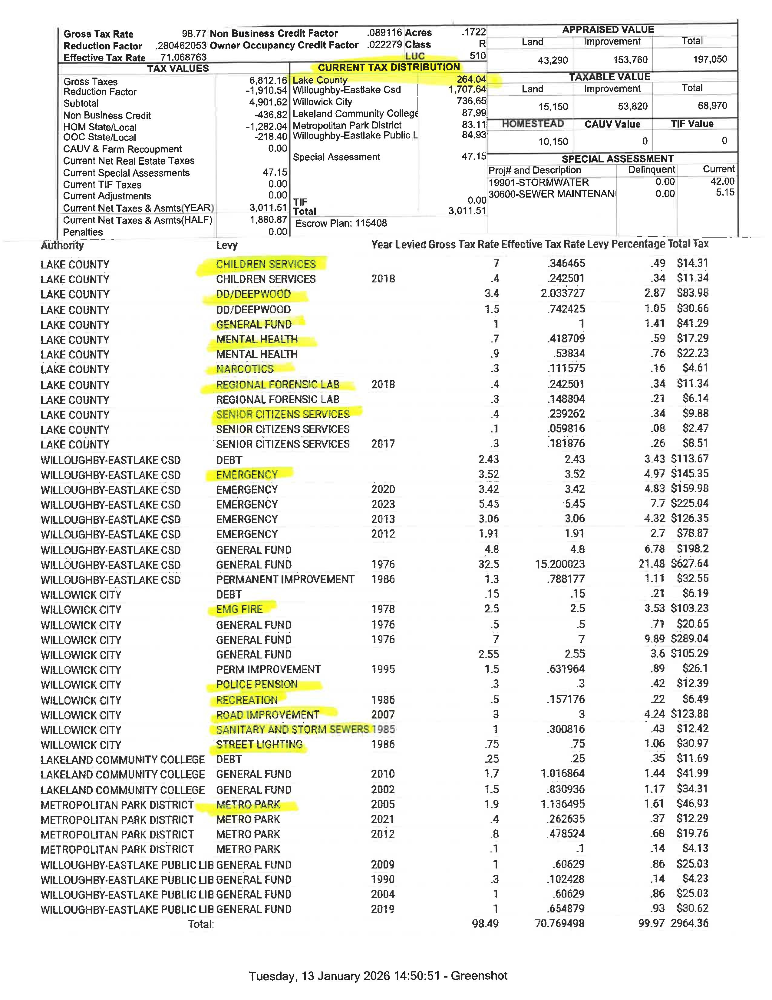 Gross Tax Rate 98.77 Non Business Credit Factor .089116 Acres .1722
Reduction Factor .280462053 Owner Occupancy Credit Factor .022279 Class R
Effective Tax Rate 71.068763 LUC 510
APPRAISED VALUE
Land Improvement Total
43,290 153,760 197,050
TAX VALUES
Gross Taxes 6,812.16
Reduction Factor -1,910.54
Subtotal 4,901.62
Non Business Credit -436.82
HOM State/Local -1,282.04
OOC State/Local -218.40
CAUV & Farm Recoupment 0.00
Current Net Real Estate Taxes
Current Special Assessments 47.15
Current TIF Taxes 0.00
Current Adjustments 0.00
Current Net Taxes & Asmts(YEAR) 3,011.51
Current Net Taxes & Asmts(HALF) 1,880.87
Penalties 0.00
CURRENT TAX DISTRIBUTION
Lake County 264.04
Willoughby-Eastlake Csd 1,707.64
Willowick City 736.65
Lakeland Community College 87.99
Metropolitan Park District 83.11
Willoughby-Eastlake Public L 84.93
Special Assessment 47.15
TIF 0.00
Total 3,011.51
Escrow Plan: 115408
TAXABLE VALUE
Land Improvement Total
15,150 53,820 68,970
HOMESTEAD CAUV Value TIF Value
10,150 0 0
SPECIAL ASSESSMENT
Proj# and Description Delinquent Current
19901-STORMWATER 0.00 42.00
30600-SEWER MAINTENAN 0.00 5.15
Authority Levy Year Levied Gross Tax Rate Effective Tax Rate Levy Percentage Total Tax
LAKE COUNTY CHILDREN SERVICES .7 .346465 .49 $14.31
LAKE COUNTY CHILDREN SERVICES 2018 .4 .242501 .34 $11.34
LAKE COUNTY DD/DEEPWOOD 3.4 2.033727 2.87 $83.98
LAKE COUNTY DD/DEEPWOOD 1.5 .742425 1.05 $30.66
LAKE COUNTY GENERAL FUND 1 1 1.41 $41.29
LAKE COUNTY MENTAL HEALTH .7 .418709 .59 $17.29
LAKE COUNTY MENTAL HEALTH .9 .53834 .76 $22.23
LAKE COUNTY NARCOTICS .3 .111575 .16 $4.61
LAKE COUNTY REGIONAL FORENSIC LAB 2018 .4 .242501 .34 $11.34
LAKE COUNTY REGIONAL FORENSIC LAB .3 .148804 .21 $6.14
LAKE COUNTY SENIOR CITIZENS SERVICES .4 .239262 .34 $9.88
LAKE COUNTY SENIOR CITIZENS SERVICES .1 .059816 .08 $2.47
LAKE COUNTY SENIOR CITIZENS SERVICES 2017 .3 .181876 .26 $8.51
WILLOUGHBY-EASTLAKE CSD DEBT 2.43 2.43 3.43 $113.67
WILLOUGHBY-EASTLAKE CSD EMERGENCY 3.52 3.52 4.97 $145.35
WILLOUGHBY-EASTLAKE CSD EMERGENCY 2020 3.42 3.42 4.83 $159.98
WILLOUGHBY-EASTLAKE CSD EMERGENCY 2023 5.45 5.45 7.7 $225.04
WILLOUGHBY-EASTLAKE CSD EMERGENCY 2013 3.06 3.06 4.32 $126.35
WILLOUGHBY-EASTLAKE CSD EMERGENCY 2012 1.91 1.91 2.7 $78.87
WILLOUGHBY-EASTLAKE CSD GENERAL FUND 4.8 4.8 6.78 $198.2
WILLOUGHBY-EASTLAKE CSD GENERAL FUND 1976 32.5 15.200023 21.48 $627.64
WILLOUGHBY-EASTLAKE CSD PERMANENT IMPROVEMENT 1986 1.3 .788177 1.11 $32.55
WILLOWICK CITY DEBT .15 .15 .21 $6.19
WILLOWICK CITY EMG FIRE 1978 2.5 2.5 3.53 $103.23
WILLOWICK CITY GENERAL FUND 1976 .5 .5 .71 $20.65
WILLOWICK CITY GENERAL FUND 1976 7 7 9.89 $289.04
WILLOWICK CITY GENERAL FUND 2.55 2.55 3.6 $105.29
WILLOWICK CITY PERM IMPROVEMENT 1995 1.5 .631964 .89 $26.1
WILLOWICK CITY POLICE PENSION .3 .3 .42 $12.39
WILLOWICK CITY RECREATION 1986 .5 .157176 .22 $6.49
WILLOWICK CITY ROAD IMPROVEMENT 2007 3 3 4.24 $123.88
WILLOWICK CITY SANITARY AND STORM SEWERS 1985 1 .300816 .43 $12.42
WILLOWICK CITY STREET LIGHTING 1986 .75 .75 1.06 $30.97
LAKELAND COMMUNITY COLLEGE DEBT .25 .25 .35 $11.69
LAKELAND COMMUNITY COLLEGE GENERAL FUND 2010 1.7 1.016864 1.44 $41.99
LAKELAND COMMUNITY COLLEGE GENERAL FUND 2002 1.5 .830936 1.17 $34.31
METROPOLITAN PARK DISTRICT METRO PARK 2005 1.9 1.136495 1.61 $46.93
METROPOLITAN PARK DISTRICT METRO PARK 2021 .4 .262635 .37 $12.29
METROPOLITAN PARK DISTRICT METRO PARK 2012 .8 .478524 .68 $19.76
METROPOLITAN PARK DISTRICT METRO PARK .1 .1 .14 $4.13
WILLOUGHBY-EASTLAKE PUBLIC LIB GENERAL FUND 2009 1 .60629 .86 $25.03
WILLOUGHBY-EASTLAKE PUBLIC LIB GENERAL FUND 1990 .3 .102428 .14 $4.23
WILLOUGHBY-EASTLAKE PUBLIC LIB GENERAL FUND 2004 1 .60629 .86 $25.03
WILLOUGHBY-EASTLAKE PUBLIC LIB GENERAL FUND 2019 1 .654879 .93 $30.62
Total: 98.49 70.769498 99.97 2964.36
Tuesday, 13 January 2026 14:50:51 - Greenshot